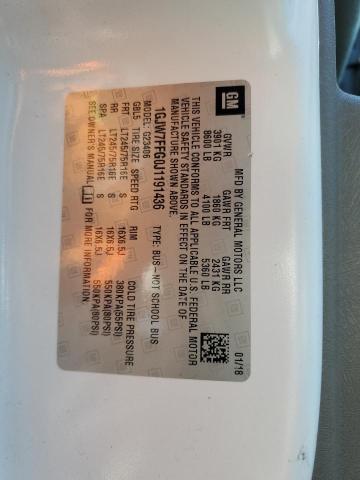 GM
MFD BY GENERAL MOTORS LLC 01/18
GVWR GAWR FRT GAWR RR
3901 KG 1860 KG 2431 KG
8600 LB 4100 LB 5360 LB
THIS VEHICLE CONFORMS TO ALL APPLICABLE U.S. FEDERAL MOTOR
VEHICLE SAFETY STANDARDS IN EFFECT ON THE DATE OF
MANUFACTURE SHOWN ABOVE.
1GJW7FFG0J1191436 TYPE: BUS-NOT SCHOOL BUS
MODEL: G23406
GBL5 TIRE SIZE SPEED RTG RIM COLD TIRE PRESSURE
FRT LT245/75R16E S 16X6.5J 380KPA(55PSI)
RR LT245/75R16E S 16X6.5J 550KPA(80PSI)
SPA LT245/75R16E S 16X6.5J 550KPA(80PSI)
SEE OWNER'S MANUAL FOR MORE INFORMATION.